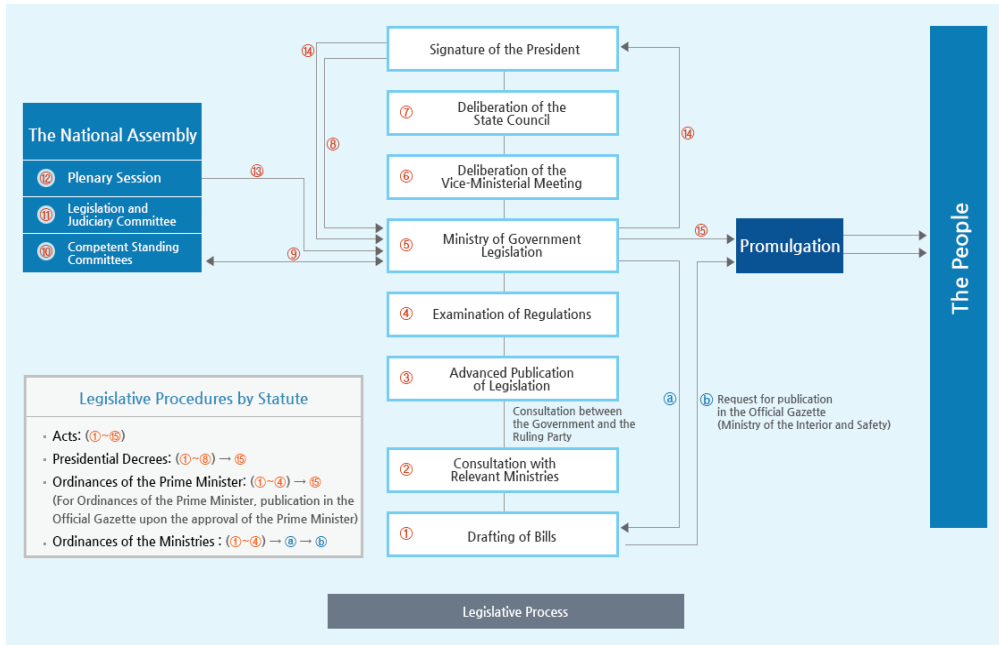 Signature of the President
⑭
⑧
⑭
⑦ Deliberation of the
State Council
⑥ Deliberation of the
Vice-Ministerial Meeting
The National Assembly
⑫ Plenary Session
⑪ Legislation and
Judiciary Committee
⑩ Competent Standing
Committees
⑬
⑨
⑤ Ministry of Government
Legislation
⑮
Promulgation
The People
④ Examination of Regulations
③ Advanced Publication
of Legislation
Consultation between
the Government and the
Ruling Party
ⓐ
ⓑ Request for publication
in the Official Gazette
(Ministry of the Interior and Safety)
② Consultation with
Relevant Ministries
① Drafting of Bills
Legislative Procedures by Statute
• Acts: (①~⑮)
• Presidential Decrees: (①~⑧) → ⑮
• Ordinances of the Prime Minister: (①~④) → ⑮
(For Ordinances of the Prime Minister, publication in the
Official Gazette upon the approval of the Prime Minister)
• Ordinances of the Ministries : (①~④) → ⓐ → ⓑ
Legislative Process